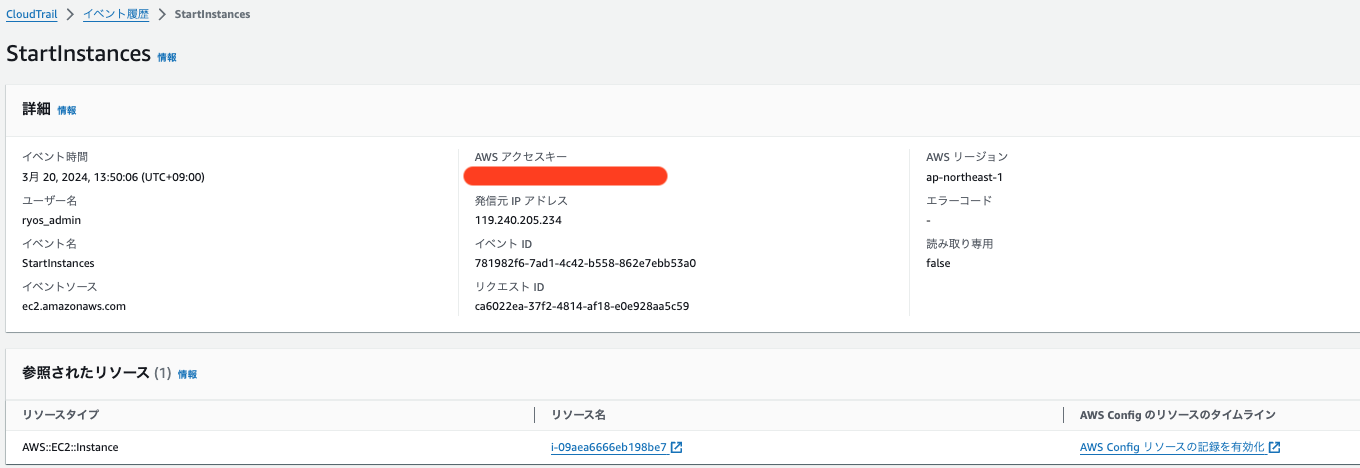 CloudTrail > イベント履歴 > StartInstances
StartInstances 情報
詳細 情報
イベント時間
3月 20, 2024, 13:50:06 (UTC+09:00)
ユーザー名
ryos_admin
イベント名
StartInstances
イベントソース
ec2.amazonaws.com
AWS アクセスキー
発信元 IP アドレス
119.240.205.234
イベント ID
781982f6-7ad1-4c42-b558-862e7ebb53a0
リクエスト ID
ca6022ea-37f2-4814-af18-e0e928aa5c59
AWS リージョン
ap-northeast-1
エラーコード
-
読み取り専用
false
参照されたリソース (1) 情報
リソースタイプ リソース名 AWS Config のリソースのタイムライン
AWS::EC2::Instance i-09aea6666eb198be7 AWS Config リソースの記録を有効化